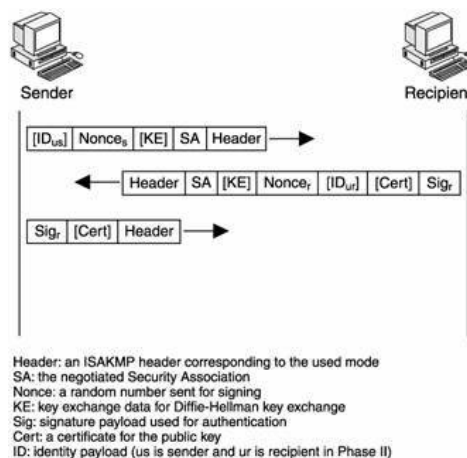 Sender
Recipien
[IDus] Nonces [KE] SA Header
Header SA [KE] Noncer [IDur] [Cert] Sigr
Sigr [Cert] Header
Header: an ISAKMP header corresponding to the used mode
SA: the negotiated Security Association
Nonce: a random number sent for signing
KE: key exchange data for Diffie-Hellman key exchange
Sig: signature payload used for authentication
Cert: a certificate for the public key
ID: identity payload (us is sender and ur is recipient in Phase II)